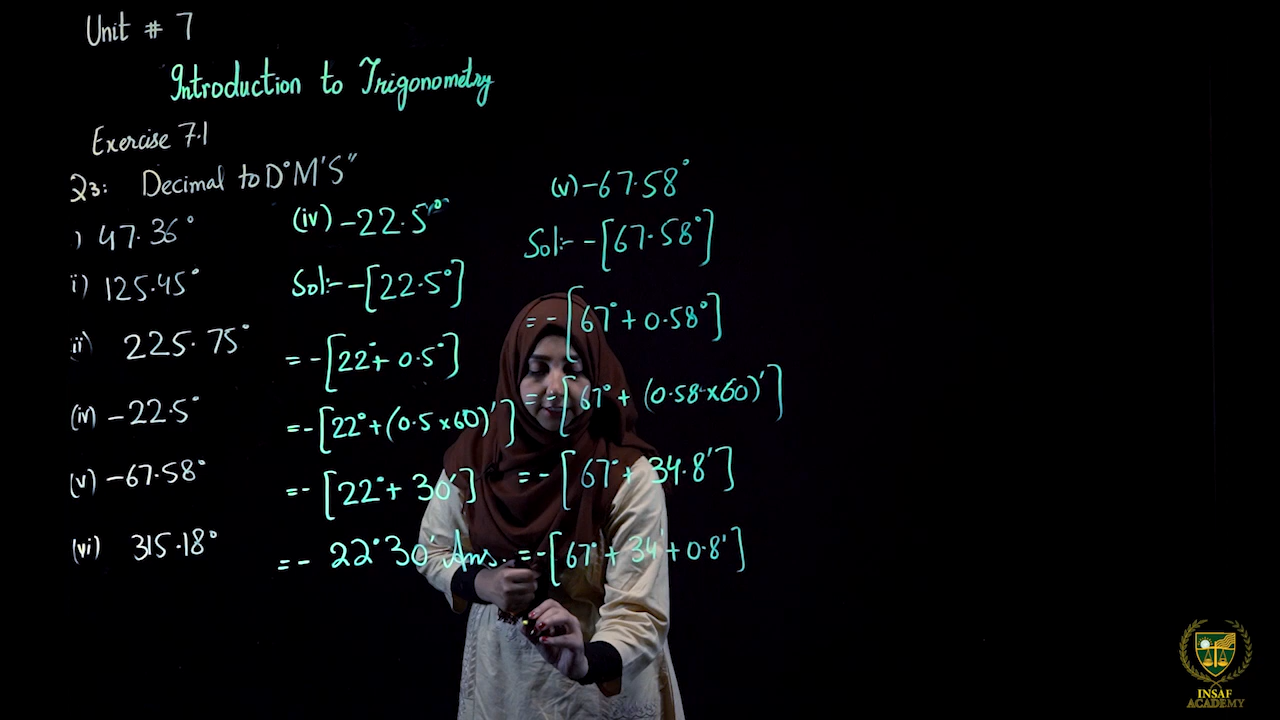 Unit # 7
Introduction to Trigonometry
Exercise 7.1
Q3: Decimal to D°M'S"
i) 47.36°
ii) 125.45°
iii) 225.75°
(iv) -22.5°
(v) -67.58°
(vi) 315.18°
(iv) -22.5°
Sol:- -[22.5°]
= -[22° + 0.5°]
= -[22° + (0.5 × 60)']
= -[22° + 30']
= - 22° 30' Ans.
(v) -67.58°
Sol:- -[67.58°]
= -[67° + 0.58°]
= -[67° + (0.58 × 60)']
= -[67° + 34.8']
= -[67° + 34' + 0.8']
INSAF
ACADEMY